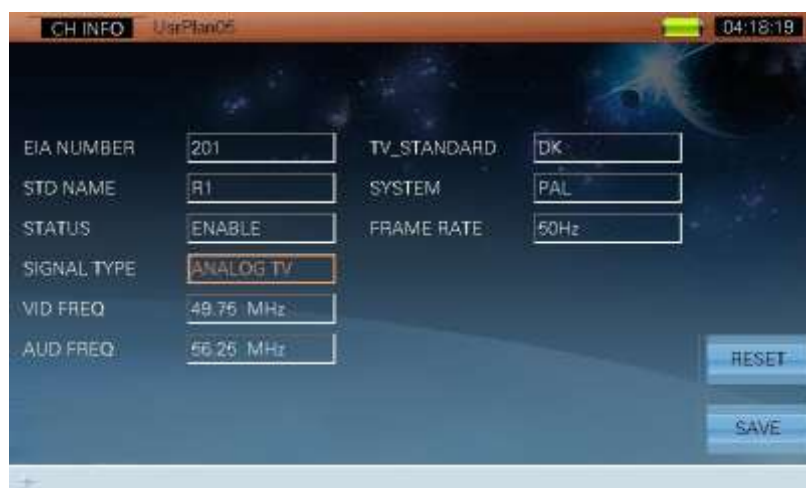 CH INFO UsrPlan05 04:18:19
EIA NUMBER 201 TV_STANDARD DK
STD NAME R1 SYSTEM PAL
STATUS ENABLE FRAME RATE 50Hz
SIGNAL TYPE ANALOG TV
VID FREQ 49.75 MHz
AUD FREQ 56.25 MHz
RESET
SAVE